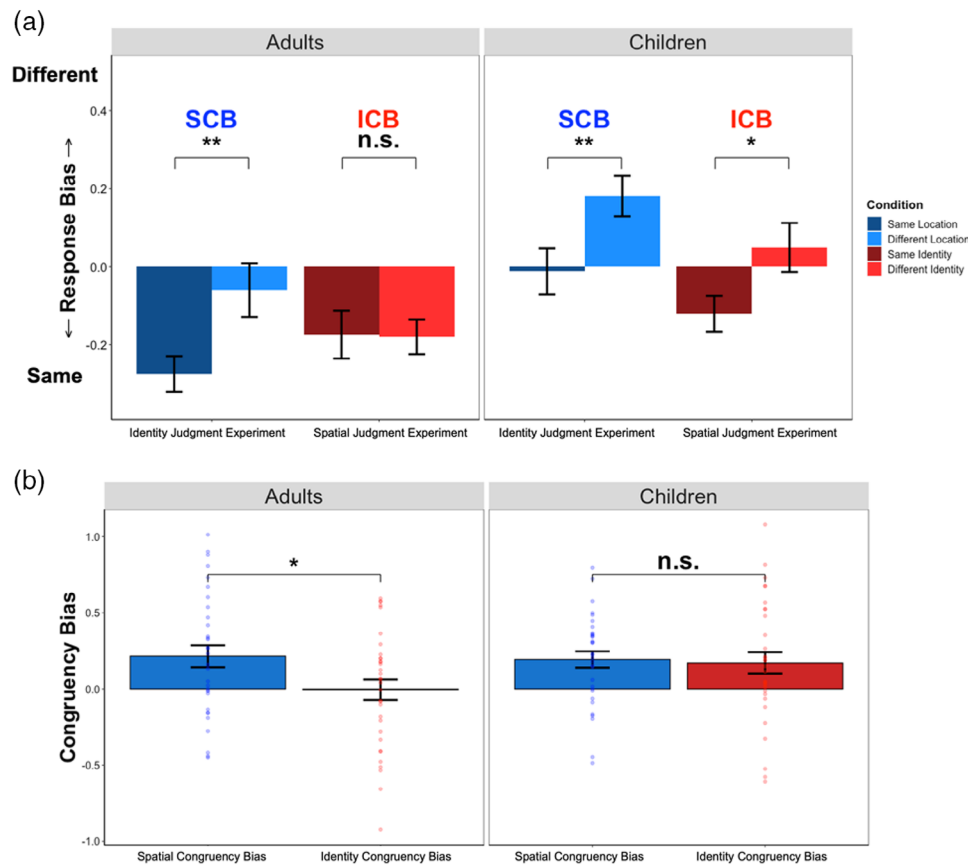 (a)
Adults
Children
Different
0.4
SCB
**
ICB
n.s.
SCB
**
ICB
*
← Response Bias →
0.2
0.0
-0.2
Same
Condition
Same Location
Different Location
Same Identity
Different Identity
Identity Judgment Experiment
Spatial Judgment Experiment
Identity Judgment Experiment
Spatial Judgment Experiment
(b)
Adults
Children
Congruency Bias
1.0
0.5
0.0
-0.5
-1.0
*
n.s.
Spatial Congruency Bias
Identity Congruency Bias
Spatial Congruency Bias
Identity Congruency Bias